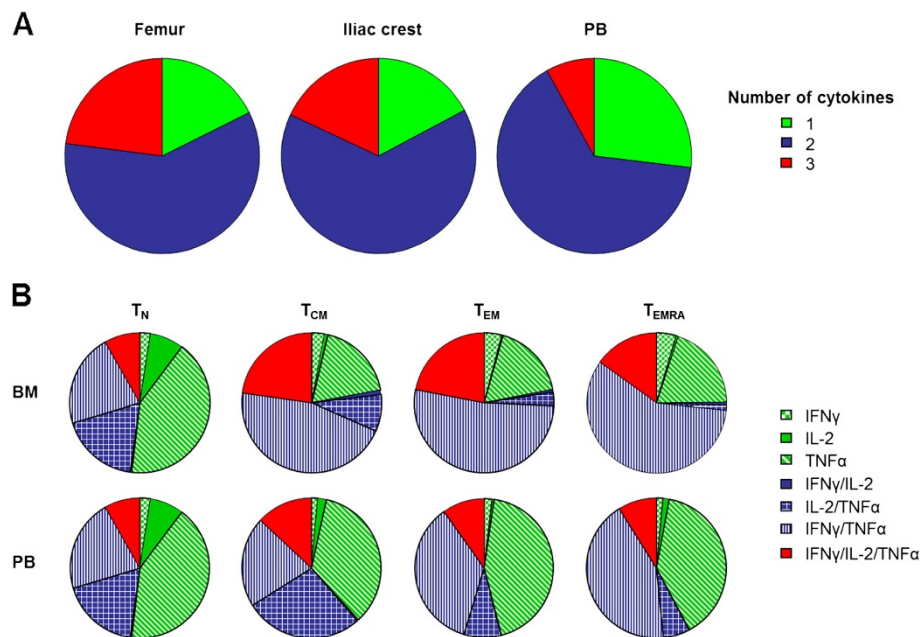 A
Femur
Iliac crest
PB
Number of cytokines
1
2
3
B
TN
TCM
TEM
TEMRA
BM
PB
IFNγ
IL-2
TNFα
IFNγ/IL-2
IL-2/TNFα
IFNγ/TNFα
IFNγ/IL-2/TNFα